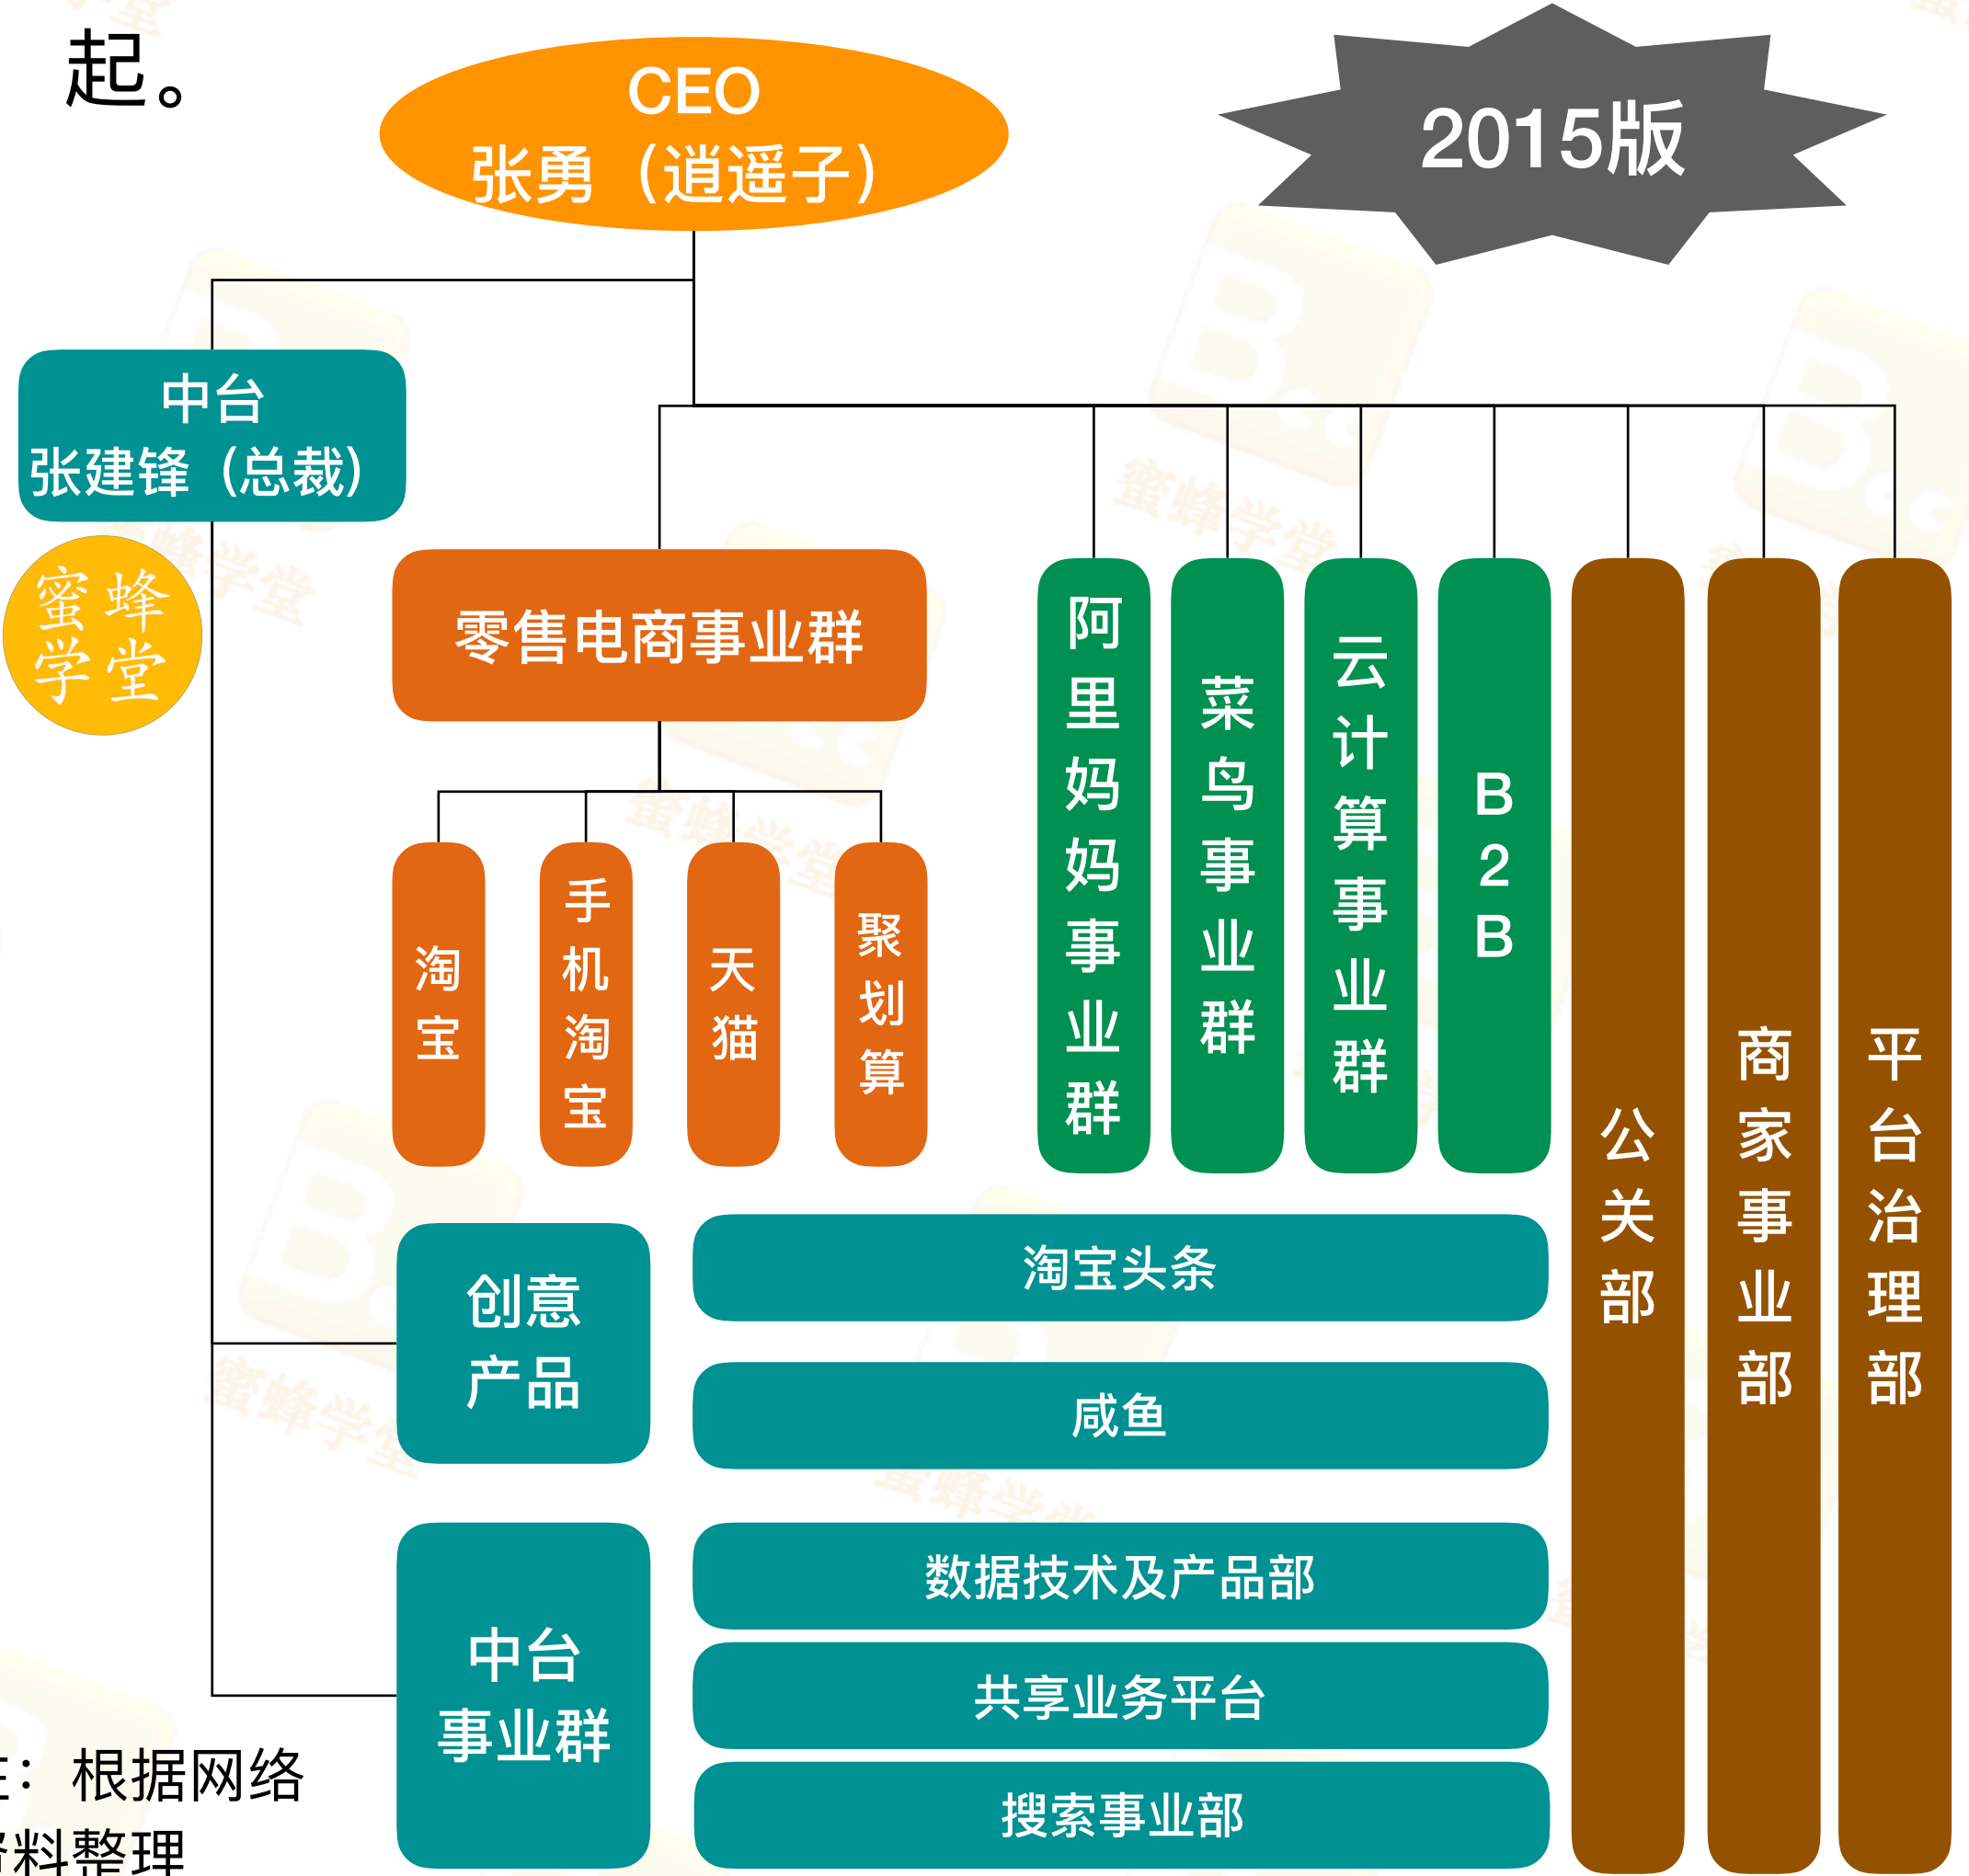 起。
CEO
张勇（逍遥子）
2015版
中台
张建锋（总裁）
蜜蜂
学堂
零售电商事业群
淘宝
手机淘宝
天猫
聚划算
阿里妈妈事业群
菜鸟事业群
云计算事业群
B2B
公关部
商家事业部
平台治理部
创意
产品
淘宝头条
咸鱼
中台
事业群
数据技术及产品部
共享业务平台
搜索事业部
：根据网络
料整理